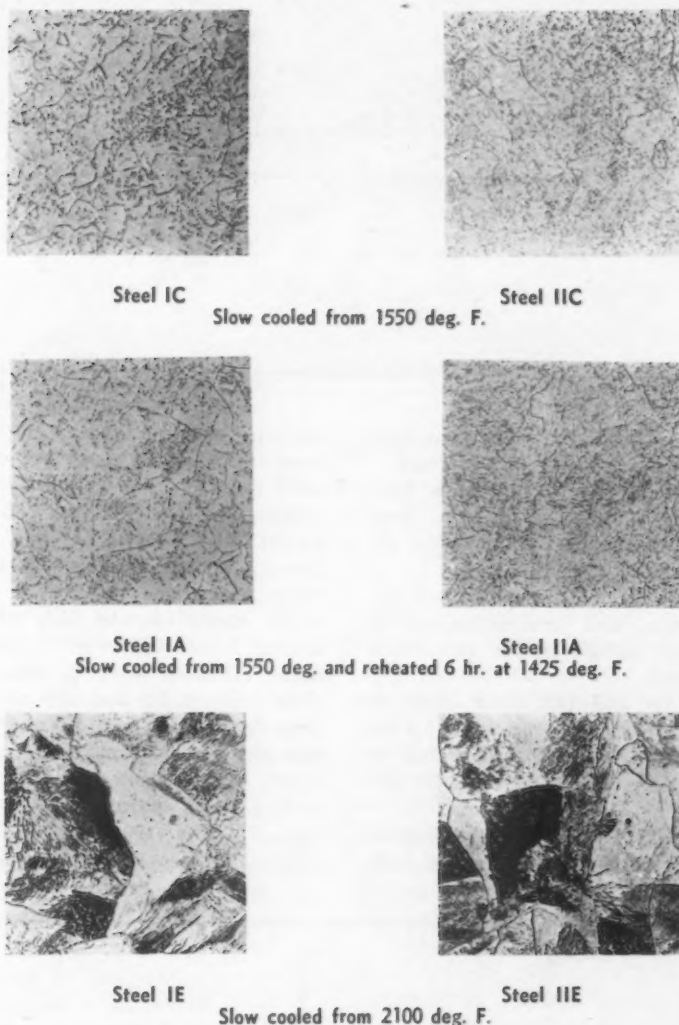 Steel IC Steel IIC
Slow cooled from 1550 deg. F.
Steel IA Steel IIA
Slow cooled from 1550 deg. and reheated 6 hr. at 1425 deg. F.
Steel IE Steel IIE
Slow cooled from 2100 deg. F.